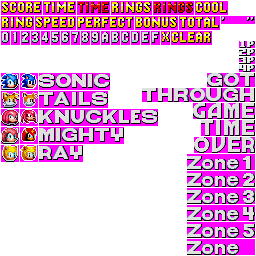 SCORE TIME TIME RINGS RINGS COOL
RING SPEED PERFECT BONUS TOTAL ' "
0123456789ABCDEF X CLEAR
1P
2P
3P
4P
SONIC
TAILS
KNUCKLES
MIGHTY
RAY
GOT
THROUGH
GAME
TIME
OVER
Zone 1
Zone 2
Zone 3
Zone 4
Zone 5
Zone